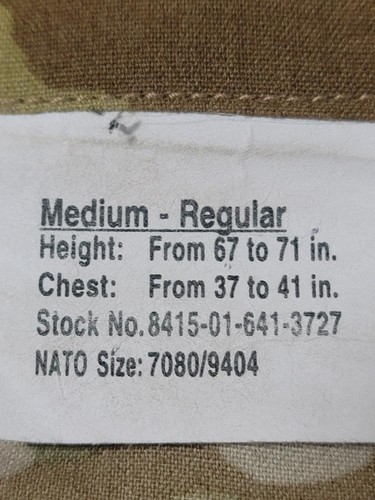 Medium - Regular
Height: From 67 to 71 in.
Chest: From 37 to 41 in.
Stock No. 8415-01-641-3727
NATO Size: 7080/9404